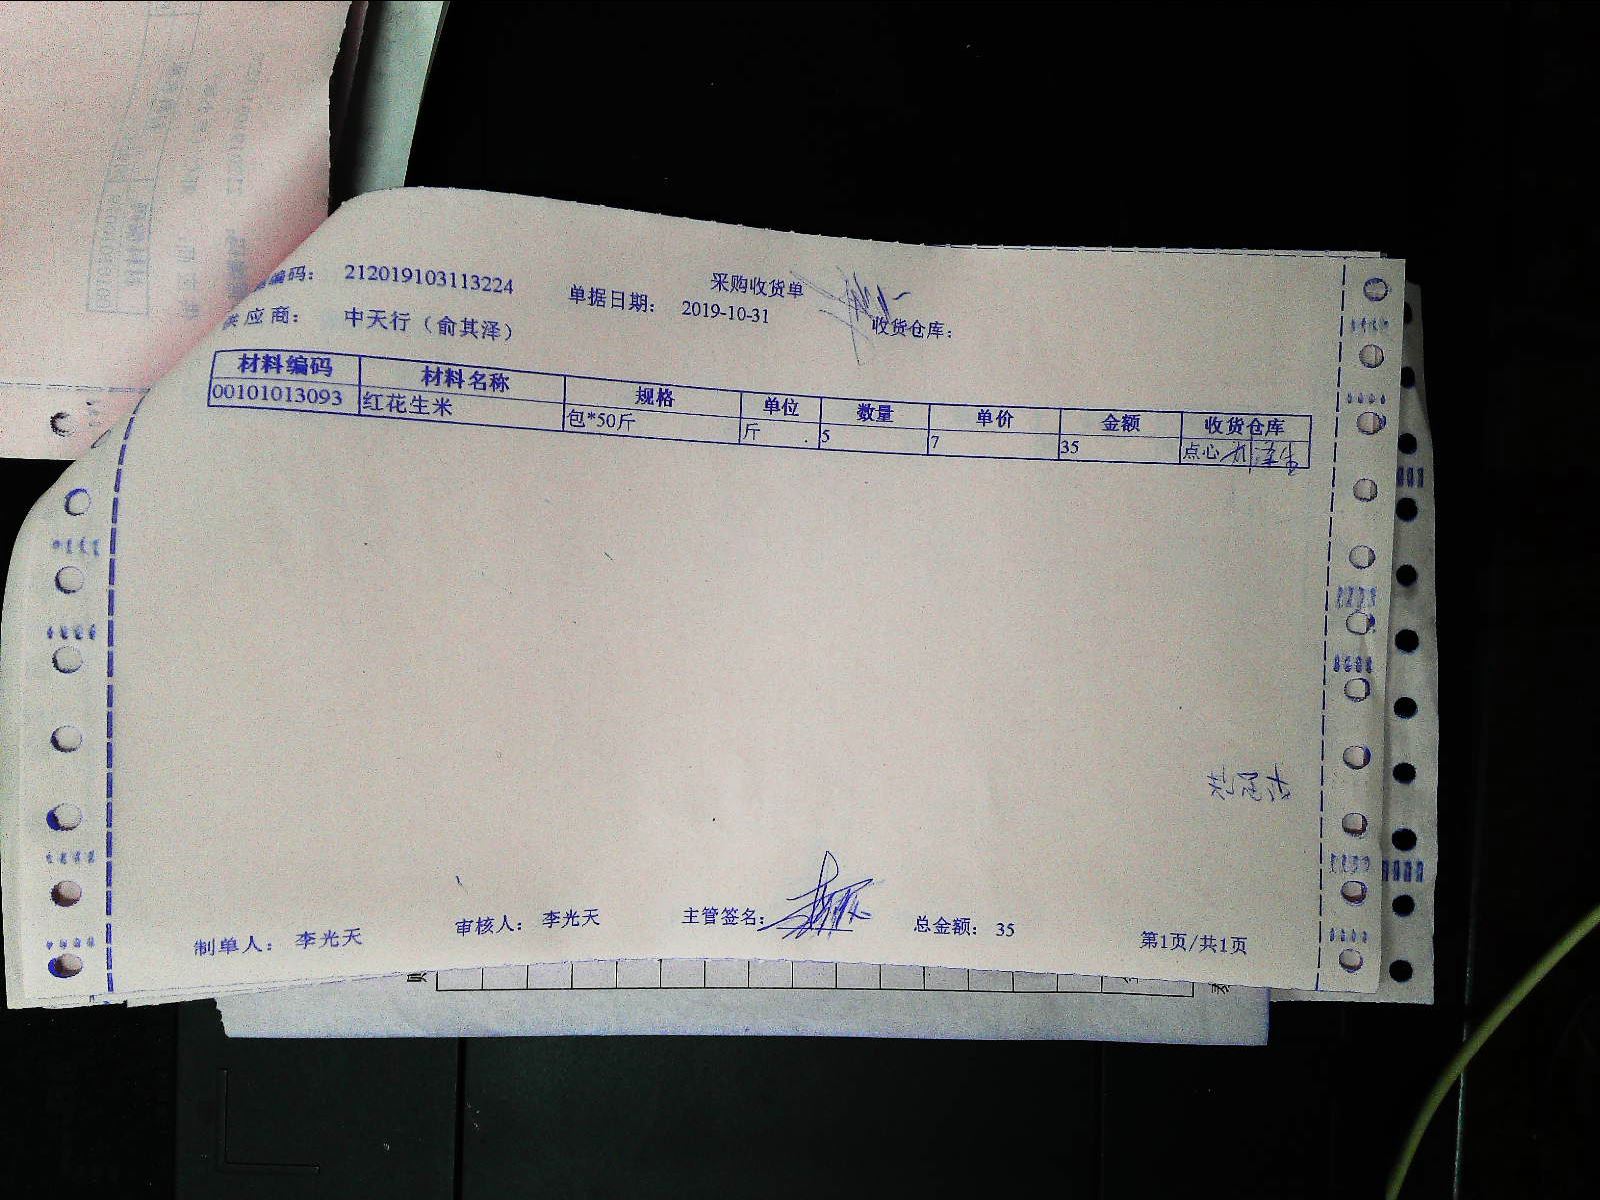 采购收货单
编码: 212019103113224 单据日期: 2019-10-31 收货仓库:
供应商: 中天行（俞其泽）
材料编码 材料名称 规格 单位 数量 单价 金额 收货仓库
00101013093 红花生米 包*50斤 斤 5 7 35 点心
制单人: 李光天 审核人: 李光天 主管签名: 总金额: 35 第1页/共1页